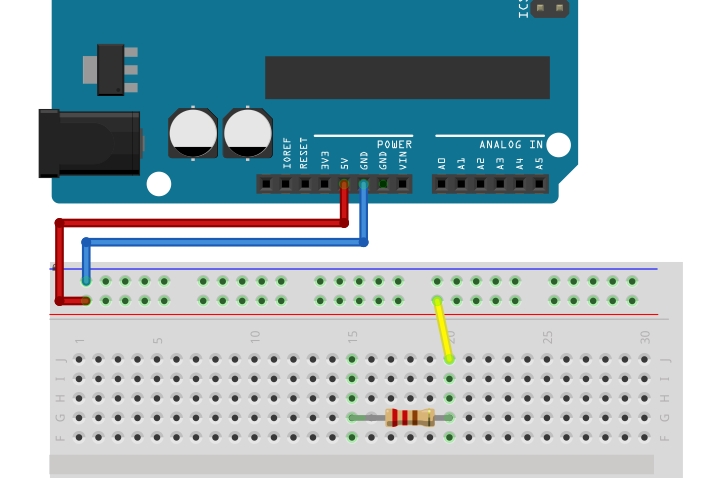 ICS
POWER
ANALOG IN
IOREF
RESET
3V3
5V
GND
GND
VIN
A0
A1
A2
A3
A4
A5
1
5
10
15
20
25
30
J J
I I
H H
G G
F F